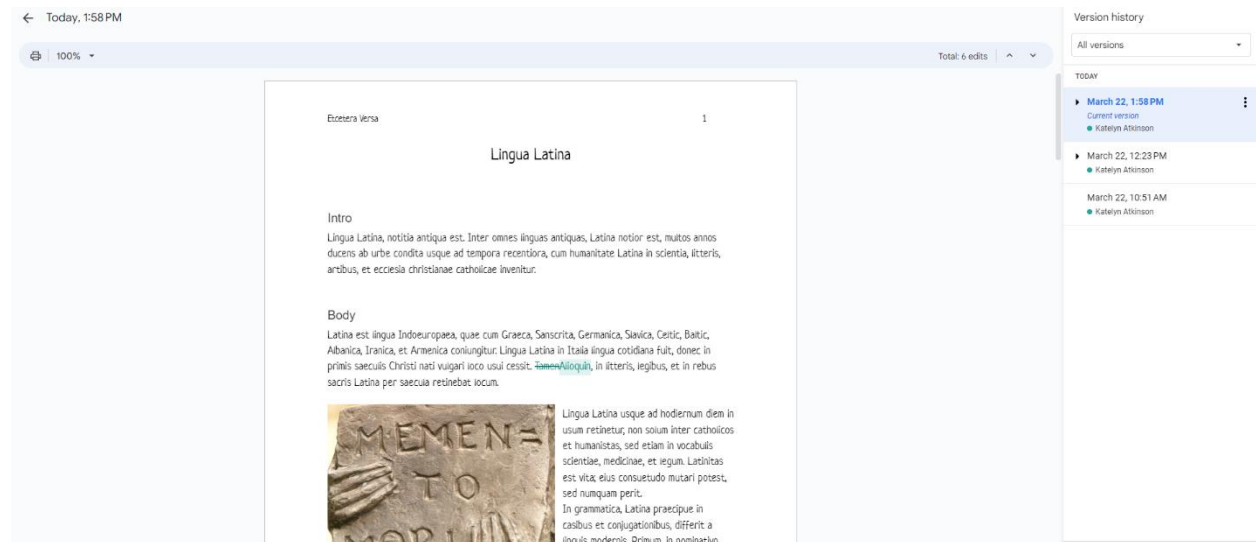 Today, 1:58 PM
100%
Total: 6 edits
Etcetera Versa 1
Lingua Latina
Intro
Lingua Latina, notitia antiqua est. Inter omnes linguas antiquas, Latina notior est, multos annos
ducens ab urbe condita usque ad tempora recentiora, cum humanitate Latina in scientia, litteris,
artibus, et ecclesia christianae catholicae invenitur.
Body
Latina est lingua Indoeuropaea, quae cum Graeca, Sanscrita, Germanica, Slavica, Celtic, Baltic,
Albanica, Iranica, et Armenica coniungitur. Lingua Latina in Italia lingua cotidiana fuit, donec in
primis saeculis Christi nati vulgari loco usui cessit. TamenAlioquin, in litteris, legibus, et in rebus
sacris Latina per saecula retinebat locum.
MEMEN=
TO
MORI
Lingua Latina usque ad hodiernum diem in
usum retinetur, non solum inter catholicos
et humanistas, sed etiam in vocabulis
scientiae, medicinae, et legum. Latinitas
est vita; eius consuetudo mutari potest,
sed numquam perit.
In grammatica, Latina praecipue in
casibus et conjugationibus, differit a
linguis modernis. Primum, in nominativo
Version history
All versions
TODAY
March 22, 1:58 PM
Current version
Katelyn Atkinson
March 22, 12:23 PM
Katelyn Atkinson
March 22, 10:51 AM
Katelyn Atkinson